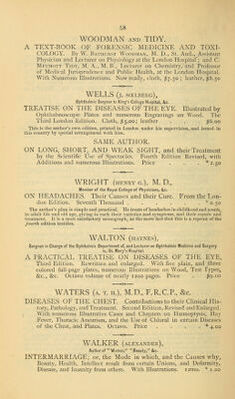 58
WOODMAN AND TIDY.
A TEXT-BOOK OF FORENSIC MEDICINE AND TOXI-
COLOGY. By W. Bathurst Woodman, M. D., St. And., Assistant
Physician and Lecturer on Physiology at the London Hospital; and C.
Meymott Tidy, M. A., M. B., Lecturer on Chemistry, and Professor
of Medical Jurisprudence and Public Health, at the London Hospital.
With Numerous Illustrations. Now ready, cloth, $7.50; leather, $8.50
WELLS (J. SŒLBERG),
Ophthalmic Surgeon to King's College Hospital, &c.
TREATISE ON THE DISEASES OF THE EYE. Illustrated by
Ophthalmoscopic Plates and numerous Engravings on Wood. The
Third London Edition. Cloth, $5.00; leather . $6.00
This is the author's own edition, printed in London under his supervision, and issued in
this country by special arrangement with him.
SAME AUTHOR.
ON LONG, SHORT, AND WEAK SIGHT, and their Treatment
by the Scientific Use of Spectacles. Fourth Edition Revised, with
Additions and numerous Illustrations. Price
WRIGHT (HENRY G.), M. D.,
Member of the Royal College of Physicians, &c.
ON HEADACHES. Their Causes and their Cure. From the Lon-
don Edition. Seventh Thousand.
The author's plan is simple and practical. He treats of headaches in childhood and youth,
in adult life and old age, giving in each their varieties and symptoms, and their causes and
treatment. It is a most satisfactory monograph, as the mere fact that this is a reprint of the
fourth edition testifies.
WALTON (HAYNES),
Surgeon in Charge of the Ophthalmic Department of, and Lecturer on Ophthalmic Medicine and Surgery
in, St. Mary's Hospital.
A PRACTICAL TREATISE ON DISEASES OF THE EYE.
Third Edition. Rewritten and enlarged. With five plain, and three
colored full-page plates, numerous Illustrations on Wood, Test Types,
&c., &c. Octavo volume of nearly 1200 pages. $9.00
WATERS (A. T. H.), M.D., F.R.C.P., &c.
DISEASES OF THE CHEST. Contributions to their Clinical His-
tory, Pathology, and Treatment. Second Edition, Revised and Enlarged.
With numerous Illustrative Cases and Chapters on Hæmoptysis, Hay
Fever, Thoracic Aneurism, and the Use of Chloral in certain Diseases
of the Chest, and Plates. Octavo. Price . * 4.00
WALKER (ALEXANDER),
Author of "Woman," "Beauty," &c.
INTERMARRIAGE; or, the Mode in which, and the Causes why,
Beauty, Health, Intellect result from certain Unions, and Deformity,
Disease, and Insanity from others. With Illustrations. 12mo.